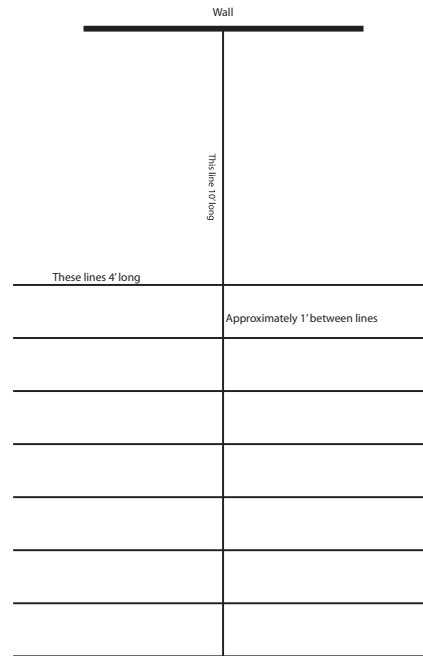 Wall
This line 10' long
These lines 4' long
Approximately 1' between lines